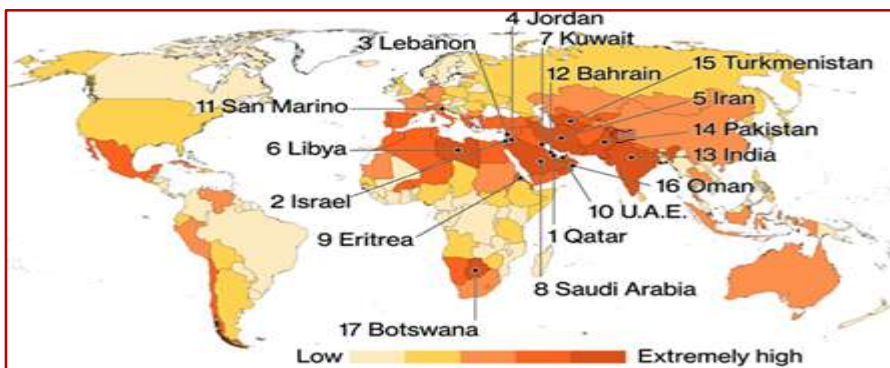 4 Jordan
3 Lebanon
7 Kuwait
12 Bahrain
15 Turkmenistan
11 San Marino
5 Iran
14 Pakistan
6 Libya
13 India
2 Israel
16 Oman
10 U.A.E.
9 Eritrea
1 Qatar
8 Saudi Arabia
17 Botswana
Low Extremely high